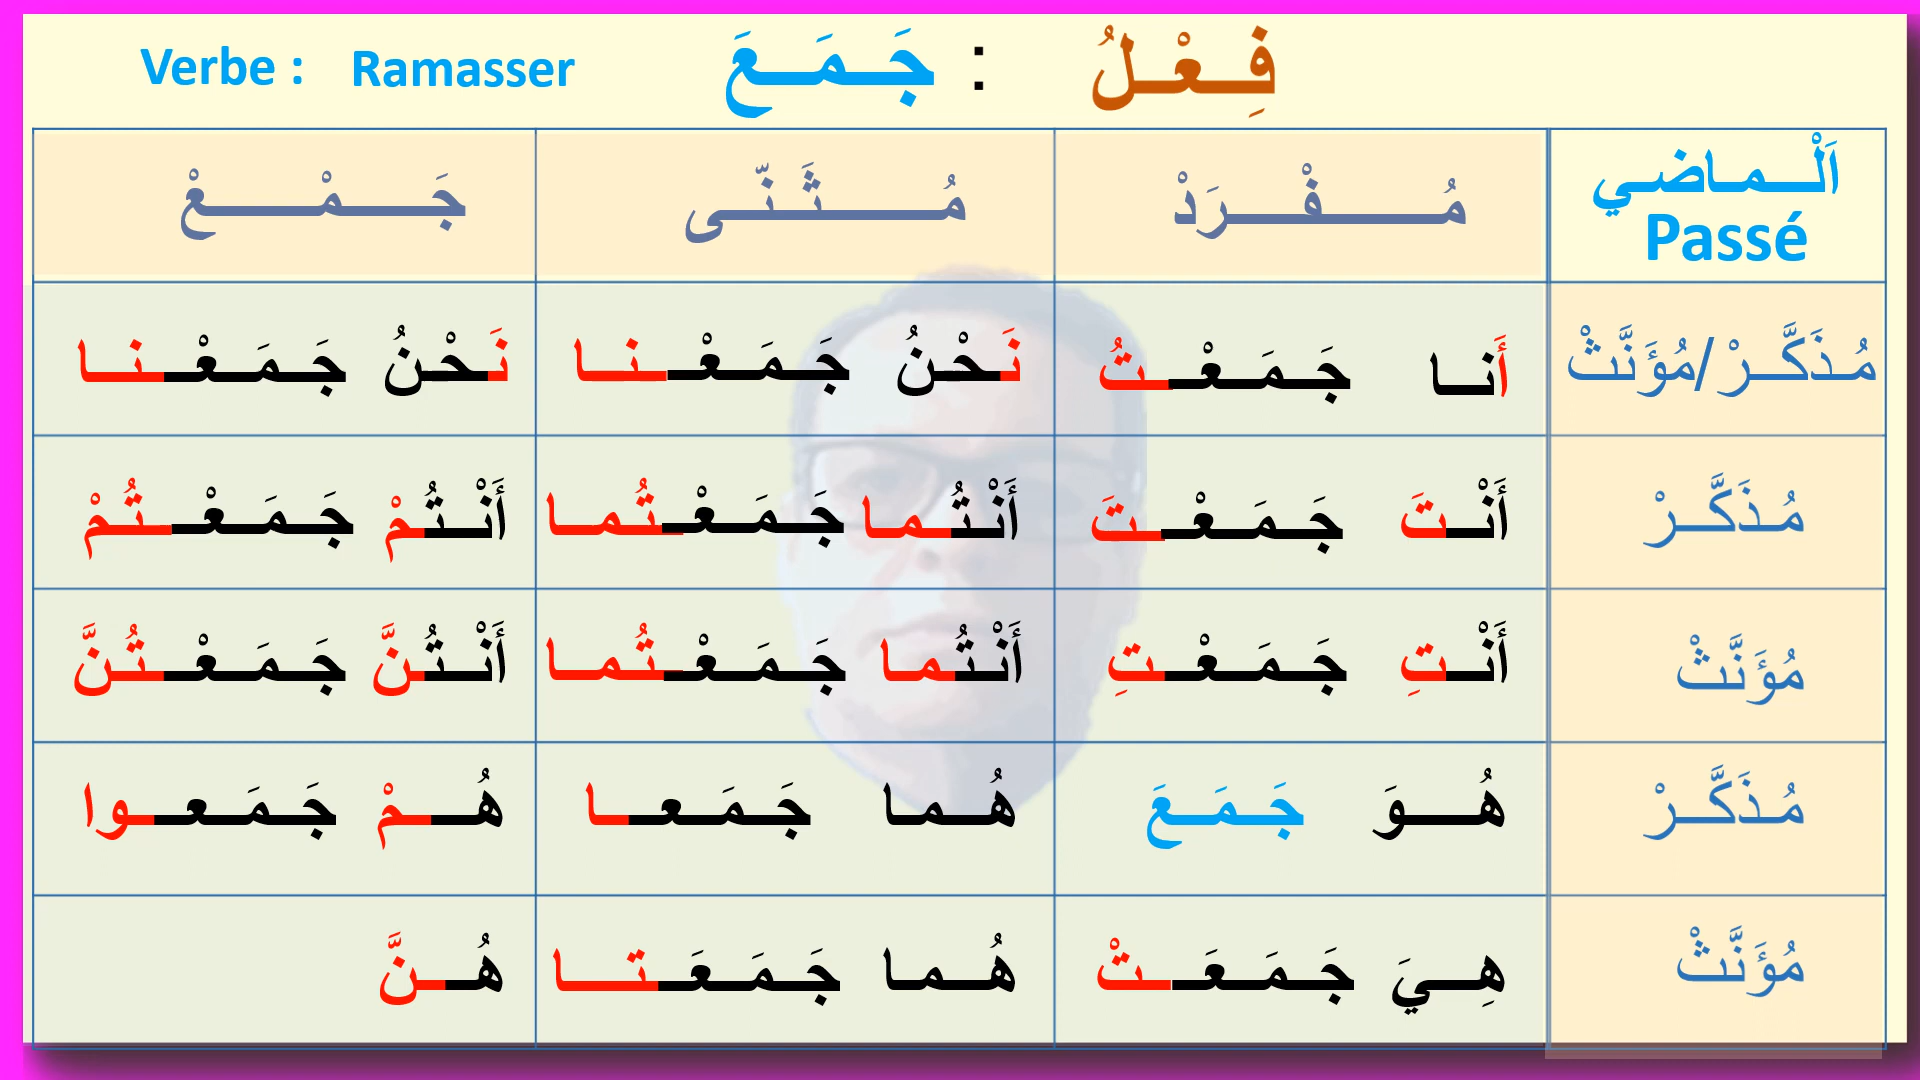 Verbe : Ramasser جَمَعَ : فِعْلُ
اَلْماضي مُفْرَدْ مُثَنّى جَمْعْ
Passé
مُذَكَّرْ/مُؤَنَّثْ أَنا جَمَعْتُ نَحْنُ جَمَعْنا نَحْنُ جَمَعْنا
مُذَكَّرْ أَنْتَ جَمَعْتَ أَنْتُما جَمَعْتُما أَنْتُمْ جَمَعْتُمْ
مُؤَنَّثْ أَنْتِ جَمَعْتِ أَنْتُما جَمَعْتُما أَنْتُنَّ جَمَعْتُنَّ
مُذَكَّرْ هُوَ جَمَعَ هُما جَمَعا هُمْ جَمَعوا
مُؤَنَّثْ هِيَ جَمَعَتْ هُما جَمَعَتا هُنَّ